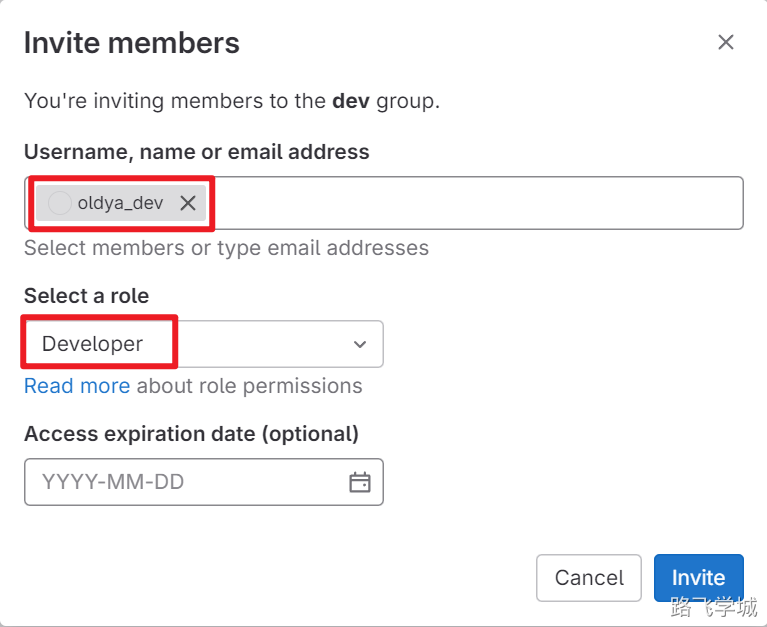 Invite members
You're inviting members to the dev group.
Username, name or email address
oldya_dev
Select members or type email addresses
Select a role
Developer
Read more about role permissions
Access expiration date (optional)
YYYY-MM-DD
Cancel
Invite
路飞学城